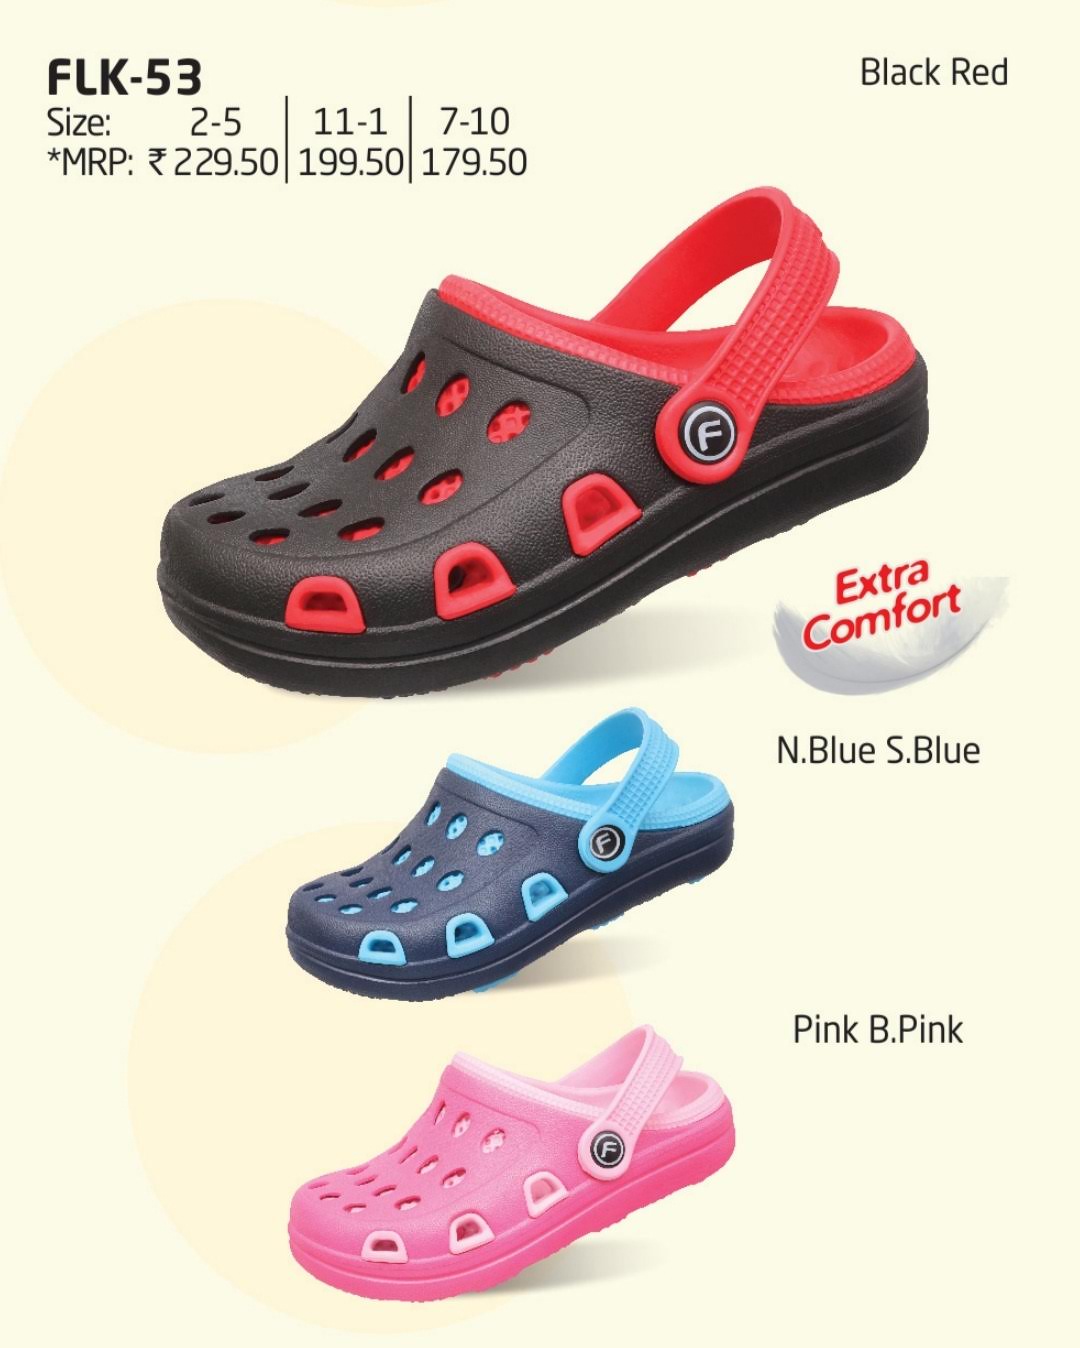 FLK-53
Black Red
Size: 2-5 11-1 7-10
*MRP: ₹ 229.50 199.50 179.50
F
Extra
Comfort
N.Blue S.Blue
F
Pink B.Pink
F